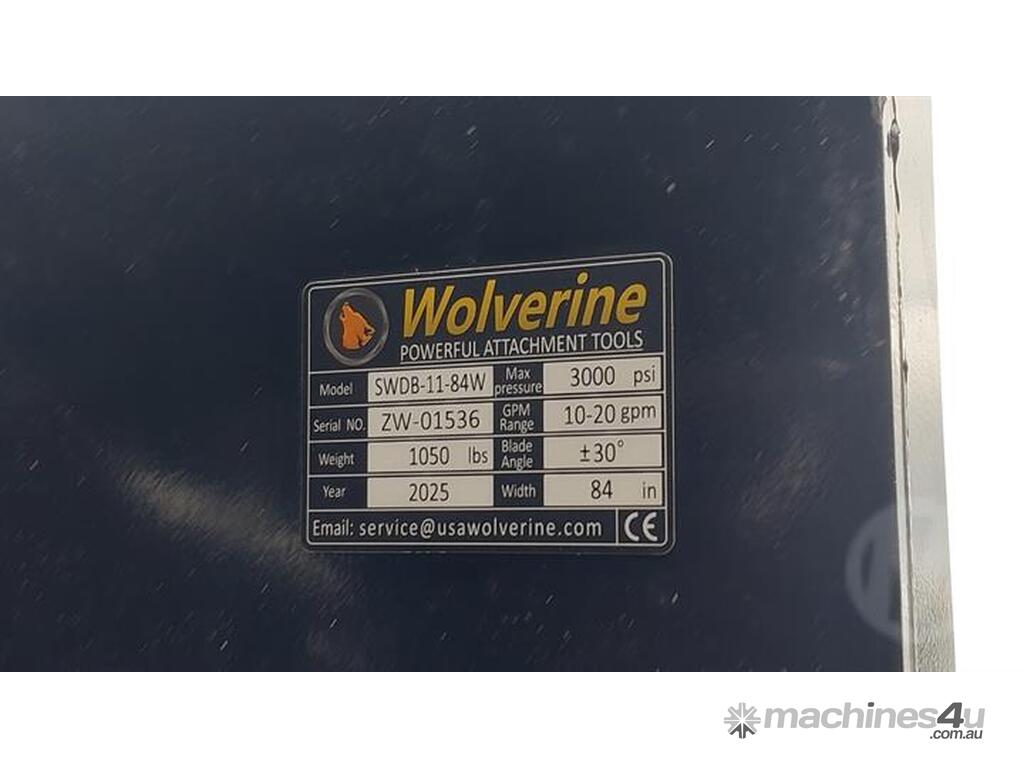 Wolverine
POWERFUL ATTACHMENT TOOLS
Model SWDB-11-84W Max pressure 3000 psi
Serial NO. ZW-01536 GPM Range 10-20 gpm
Weight 1050 lbs Blade Angle ±30°
Year 2025 Width 84 in
Email: service@usawolverine.com CE
machines4u
.com.au